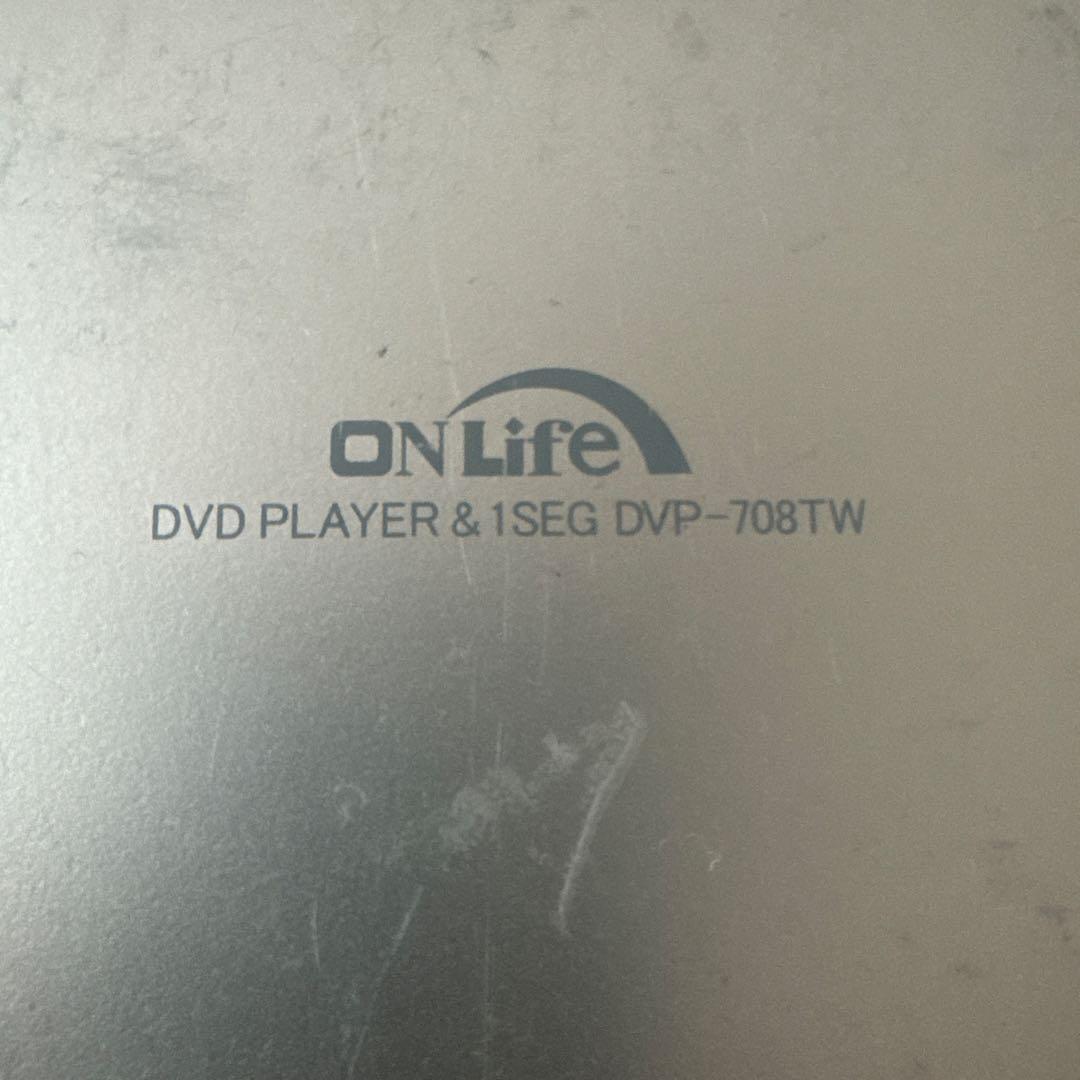 ONLife
DVD PLAYER & 1SEG DVP-708TW